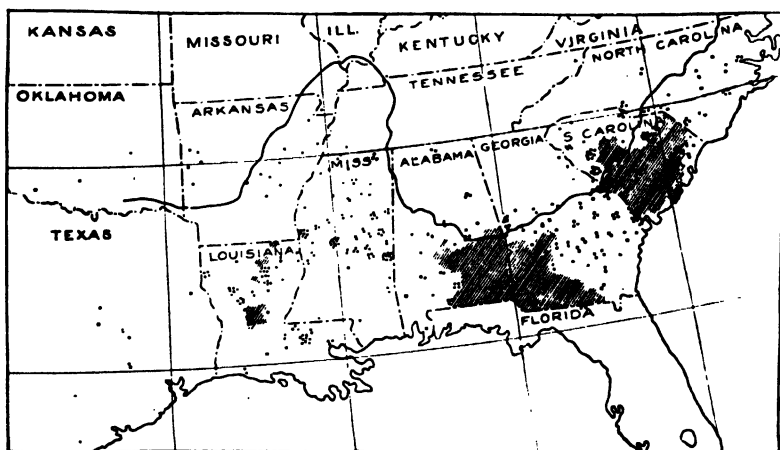 KANSAS
MISSOURI
ILL.
KENTUCKY
VIRGINIA
NORTH CAROLINA
TENNESSEE
OKLAHOMA
ARKANSAS
S CAROLINA
MISS
ALABAMA
GEORGIA
TEXAS
LOUISIANA
FLORIDA